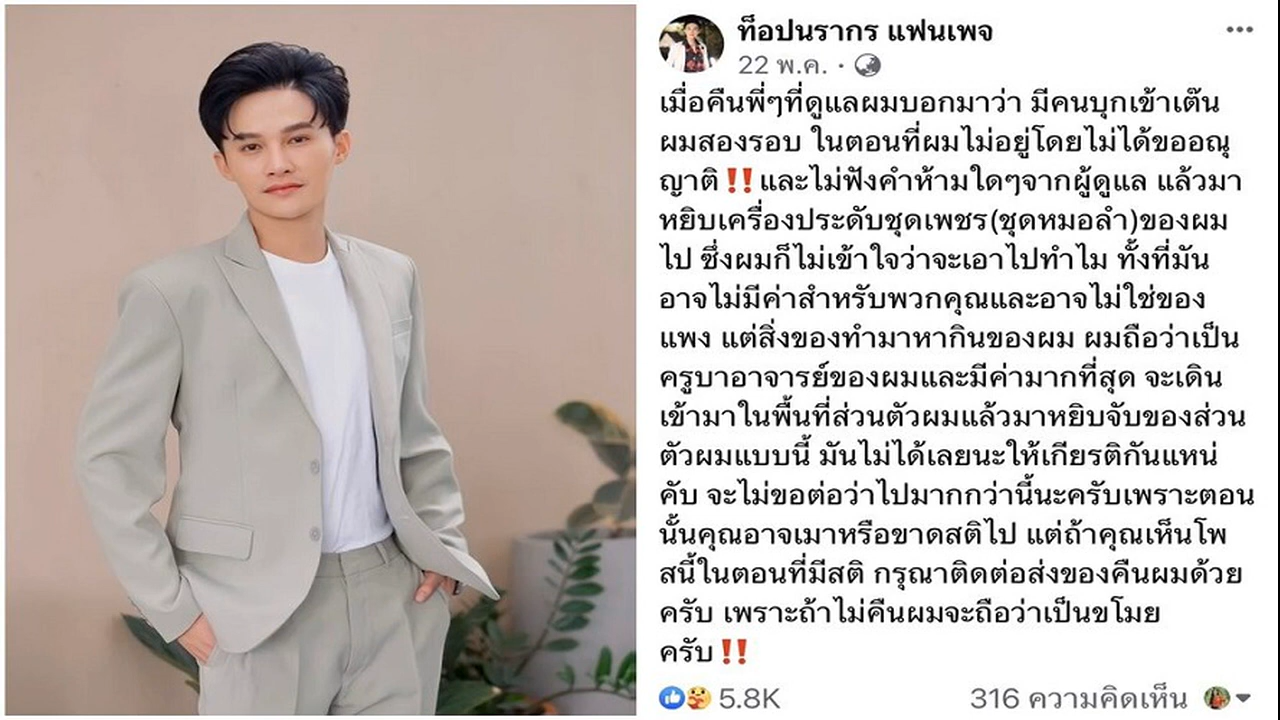 ท็อปนรากร แฟนเพจ
22 พ.ค. ·
เมื่อคืนพี่ๆที่ดูแลผมบอกมาว่า มีคนบุกเข้าเต๊น
ผมสองรอบ ในตอนที่ผมไม่อยู่โดยไม่ได้ขออณุ
ญาติ‼️และไม่ฟังคำห้ามใดๆจากผู้ดูแล แล้วมา
หยิบเครื่องประดับชุดเพชร(ชุดหมอลำ)ของผม
ไป ซึ่งผมก็ไม่เข้าใจว่าจะเอาไปทำไม ทั้งที่มัน
อาจไม่มีค่าสำหรับพวกคุณและอาจไม่ใช่ของ
แพง แต่สิ่งของทำมาหากินของผม ผมถือว่าเป็น
ครูบาอาจารย์ของผมและมีค่ามากที่สุด จะเดิน
เข้ามาในพื้นที่ส่วนตัวผมแล้วมาหยิบจับของส่วน
ตัวผมแบบนี้ มันไม่ได้เลยนะให้เกียรติกันแหน่
คับ จะไม่ขอต่อว่าไปมากกว่านี้นะครับเพราะตอน
นั้นคุณอาจเมาหรือขาดสติไป แต่ถ้าคุณเห็นโพ
สนี้ในตอนที่มีสติ กรุณาติดต่อส่งของคืนผมด้วย
ครับ เพราะถ้าไม่คืนผมจะถือว่าเป็นขโมย
ครับ‼️
5.8K 316 ความคิดเห็น